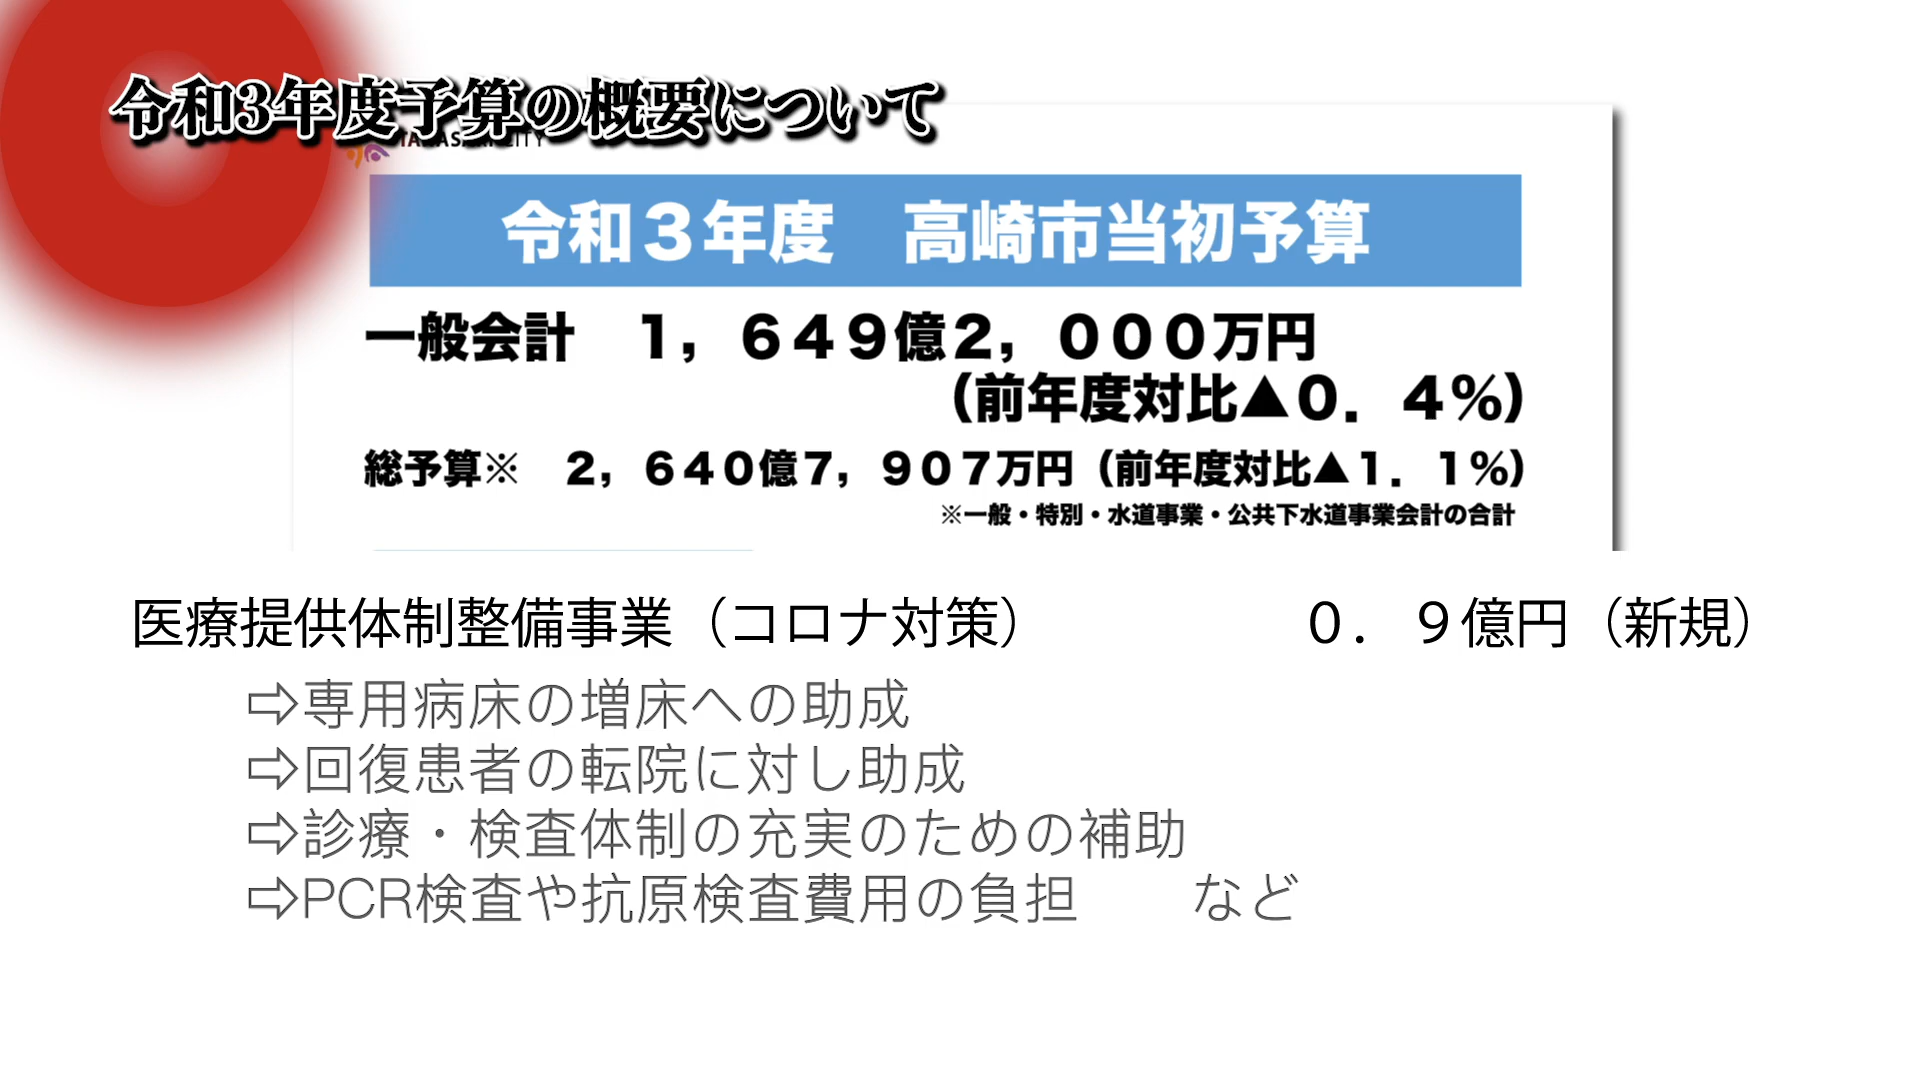 令和3年度予算の概要について
TAKASAKI CITY
令和３年度　高崎市当初予算
一般会計　１，６４９億２，０００万円
（前年度対比▲０．４％）
総予算※　２，６４０億７，９０７万円（前年度対比▲１．１％）
※一般・特別・水道事業・公共下水道事業会計の合計
医療提供体制整備事業（コロナ対策）　　　　　０．９億円（新規）
⇨専用病床の増床への助成
⇨回復患者の転院に対し助成
⇨診療・検査体制の充実のための補助
⇨PCR検査や抗原検査費用の負担　　など